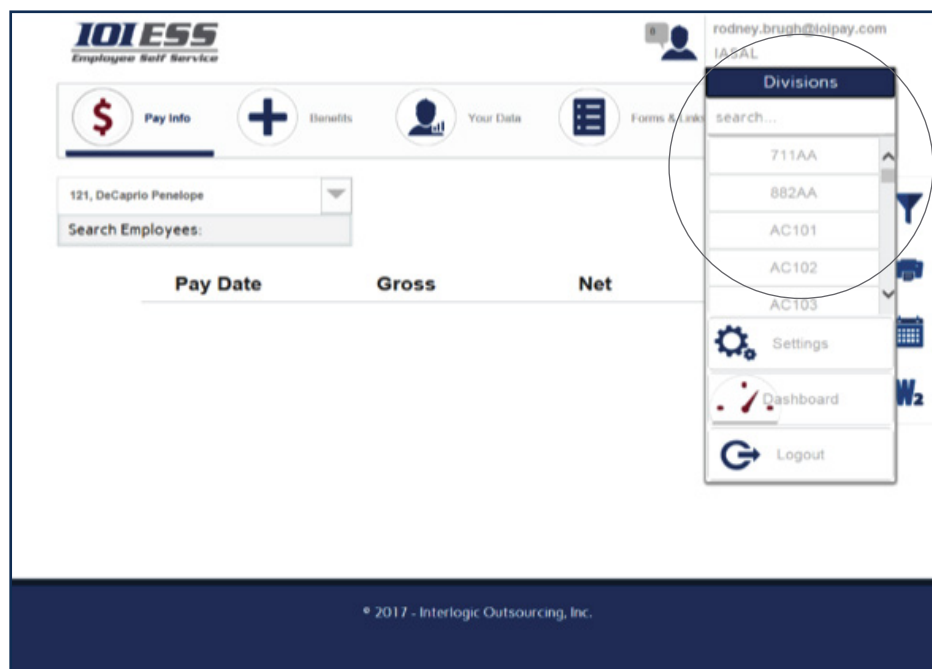 IOI ESS
Employee Self Service
rodney.brugh@ioipay.com
IASAL
Divisions
search...
711AA
882AA
AC101
AC102
AC103
Settings
Dashboard
Logout
$ Pay Info
Benefits
Your Data
Forms & Links
121, DeCaprio Penelope
Search Employees:
Pay Date Gross Net
W2
© 2017 - Interlogic Outsourcing, Inc.